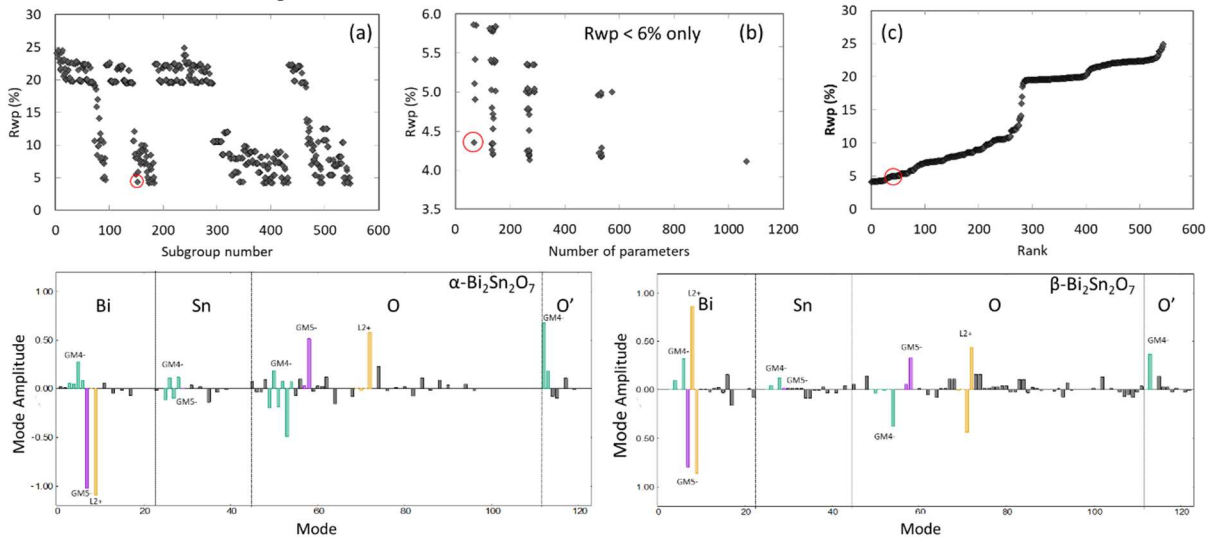 (a)
Rwp (%)
30
25
20
15
10
5
0
0 100 200 300 400 500 600
Subgroup number
(b)
Rwp < 6% only
Rwp (%)
6.0
5.5
5.0
4.5
4.0
3.5
0 200 400 600 800 1000 1200
Number of parameters
(c)
Rwp (%)
30
25
20
15
10
5
0
0 100 200 300 400 500 600
Rank
α-Bi₂Sn₂O₇
Bi Sn O O'
Mode Amplitude
1.00
0.50
0.00
-0.50
-1.00
GM4-
GM5-
L2+
GM4-
GM5-
GM4-
GM5-
L2+
GM4-
0 20 40 60 80 100 120
Mode
β-Bi₂Sn₂O₇
Bi Sn O O'
Mode Amplitude
1.00
0.50
0.00
0.50
1.00
L2+
GM4-
GM5-
GM4-
GM5-
GM5-
GM4-
L2+
GM4-
0 20 40 60 80 100 120
Mode